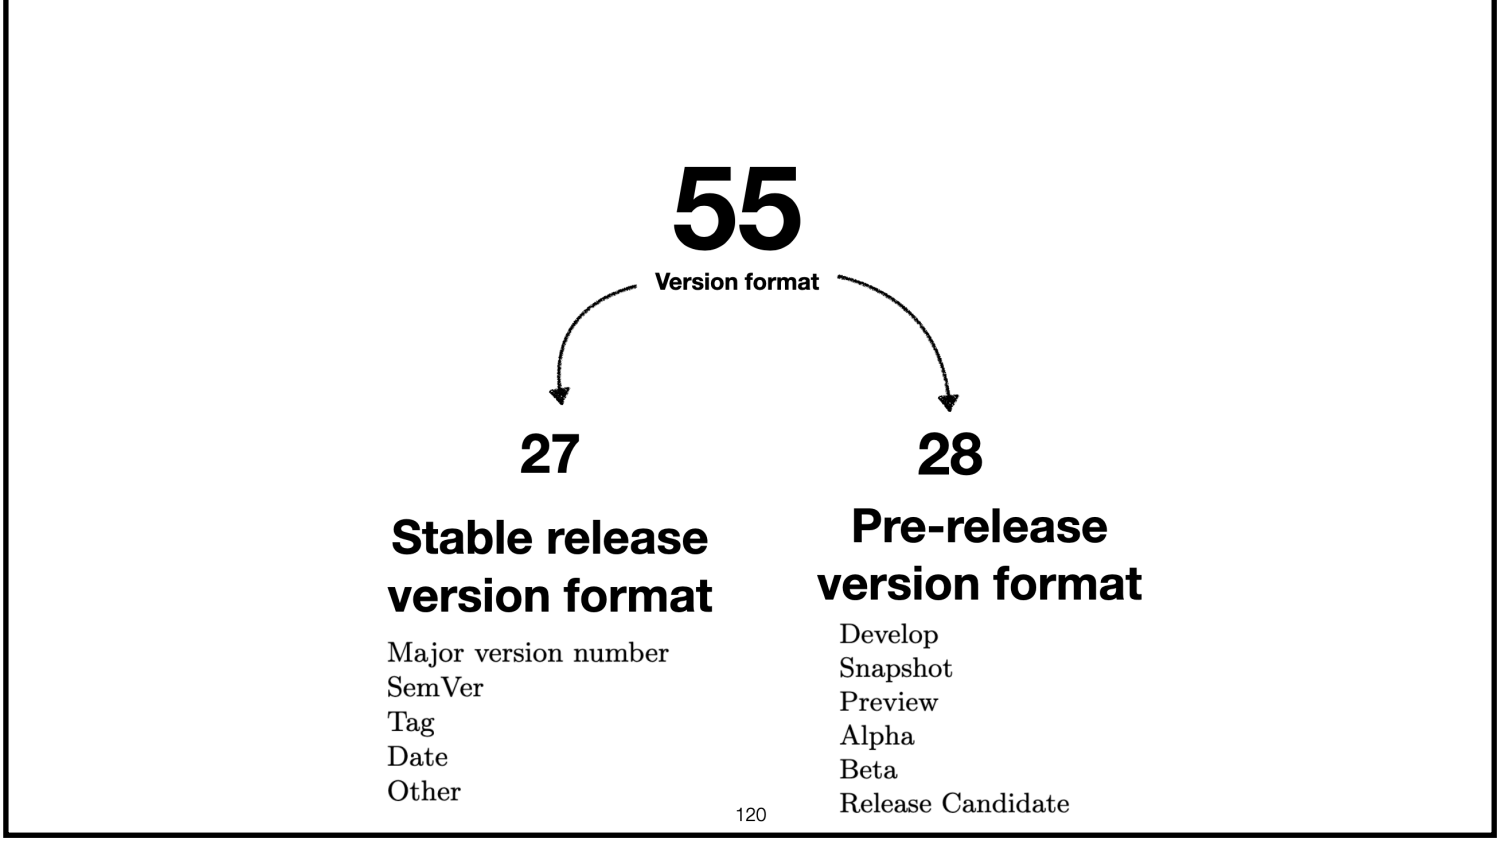 55
Version format
27
Stable release
version format
Major version number
SemVer
Tag
Date
Other
28
Pre-release
version format
Develop
Snapshot
Preview
Alpha
Beta
Release Candidate
120